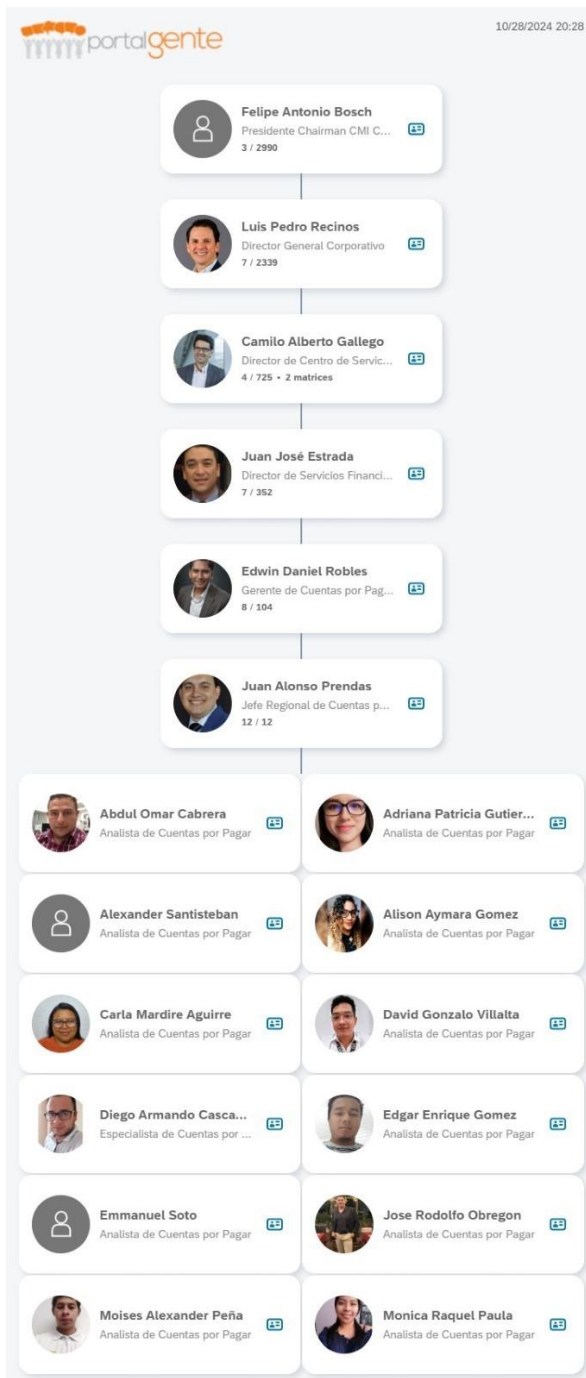 portalgente
10/28/2024 20:28
Felipe Antonio Bosch
Presidente Chairman CMI C...
3 / 2990
Luis Pedro Recinos
Director General Corporativo
7 / 2339
Camilo Alberto Gallego
Director de Centro de Servic...
4 / 725 • 2 matrices
Juan José Estrada
Director de Servicios Financi...
7 / 352
Edwin Daniel Robles
Gerente de Cuentas por Pag...
8 / 104
Juan Alonso Prendas
Jefe Regional de Cuentas p...
12 / 12
Abdul Omar Cabrera
Analista de Cuentas por Pagar
Adriana Patricia Gutier...
Analista de Cuentas por Pagar
Alexander Santisteban
Analista de Cuentas por Pagar
Alison Aymara Gomez
Analista de Cuentas por Pagar
Carla Mardire Aguirre
Analista de Cuentas por Pagar
David Gonzalo Villalta
Analista de Cuentas por Pagar
Diego Armando Casca...
Especialista de Cuentas por ...
Edgar Enrique Gomez
Analista de Cuentas por Pagar
Emmanuel Soto
Analista de Cuentas por Pagar
Jose Rodolfo Obregon
Analista de Cuentas por Pagar
Moises Alexander Peña
Analista de Cuentas por Pagar
Monica Raquel Paula
Analista de Cuentas por Pagar